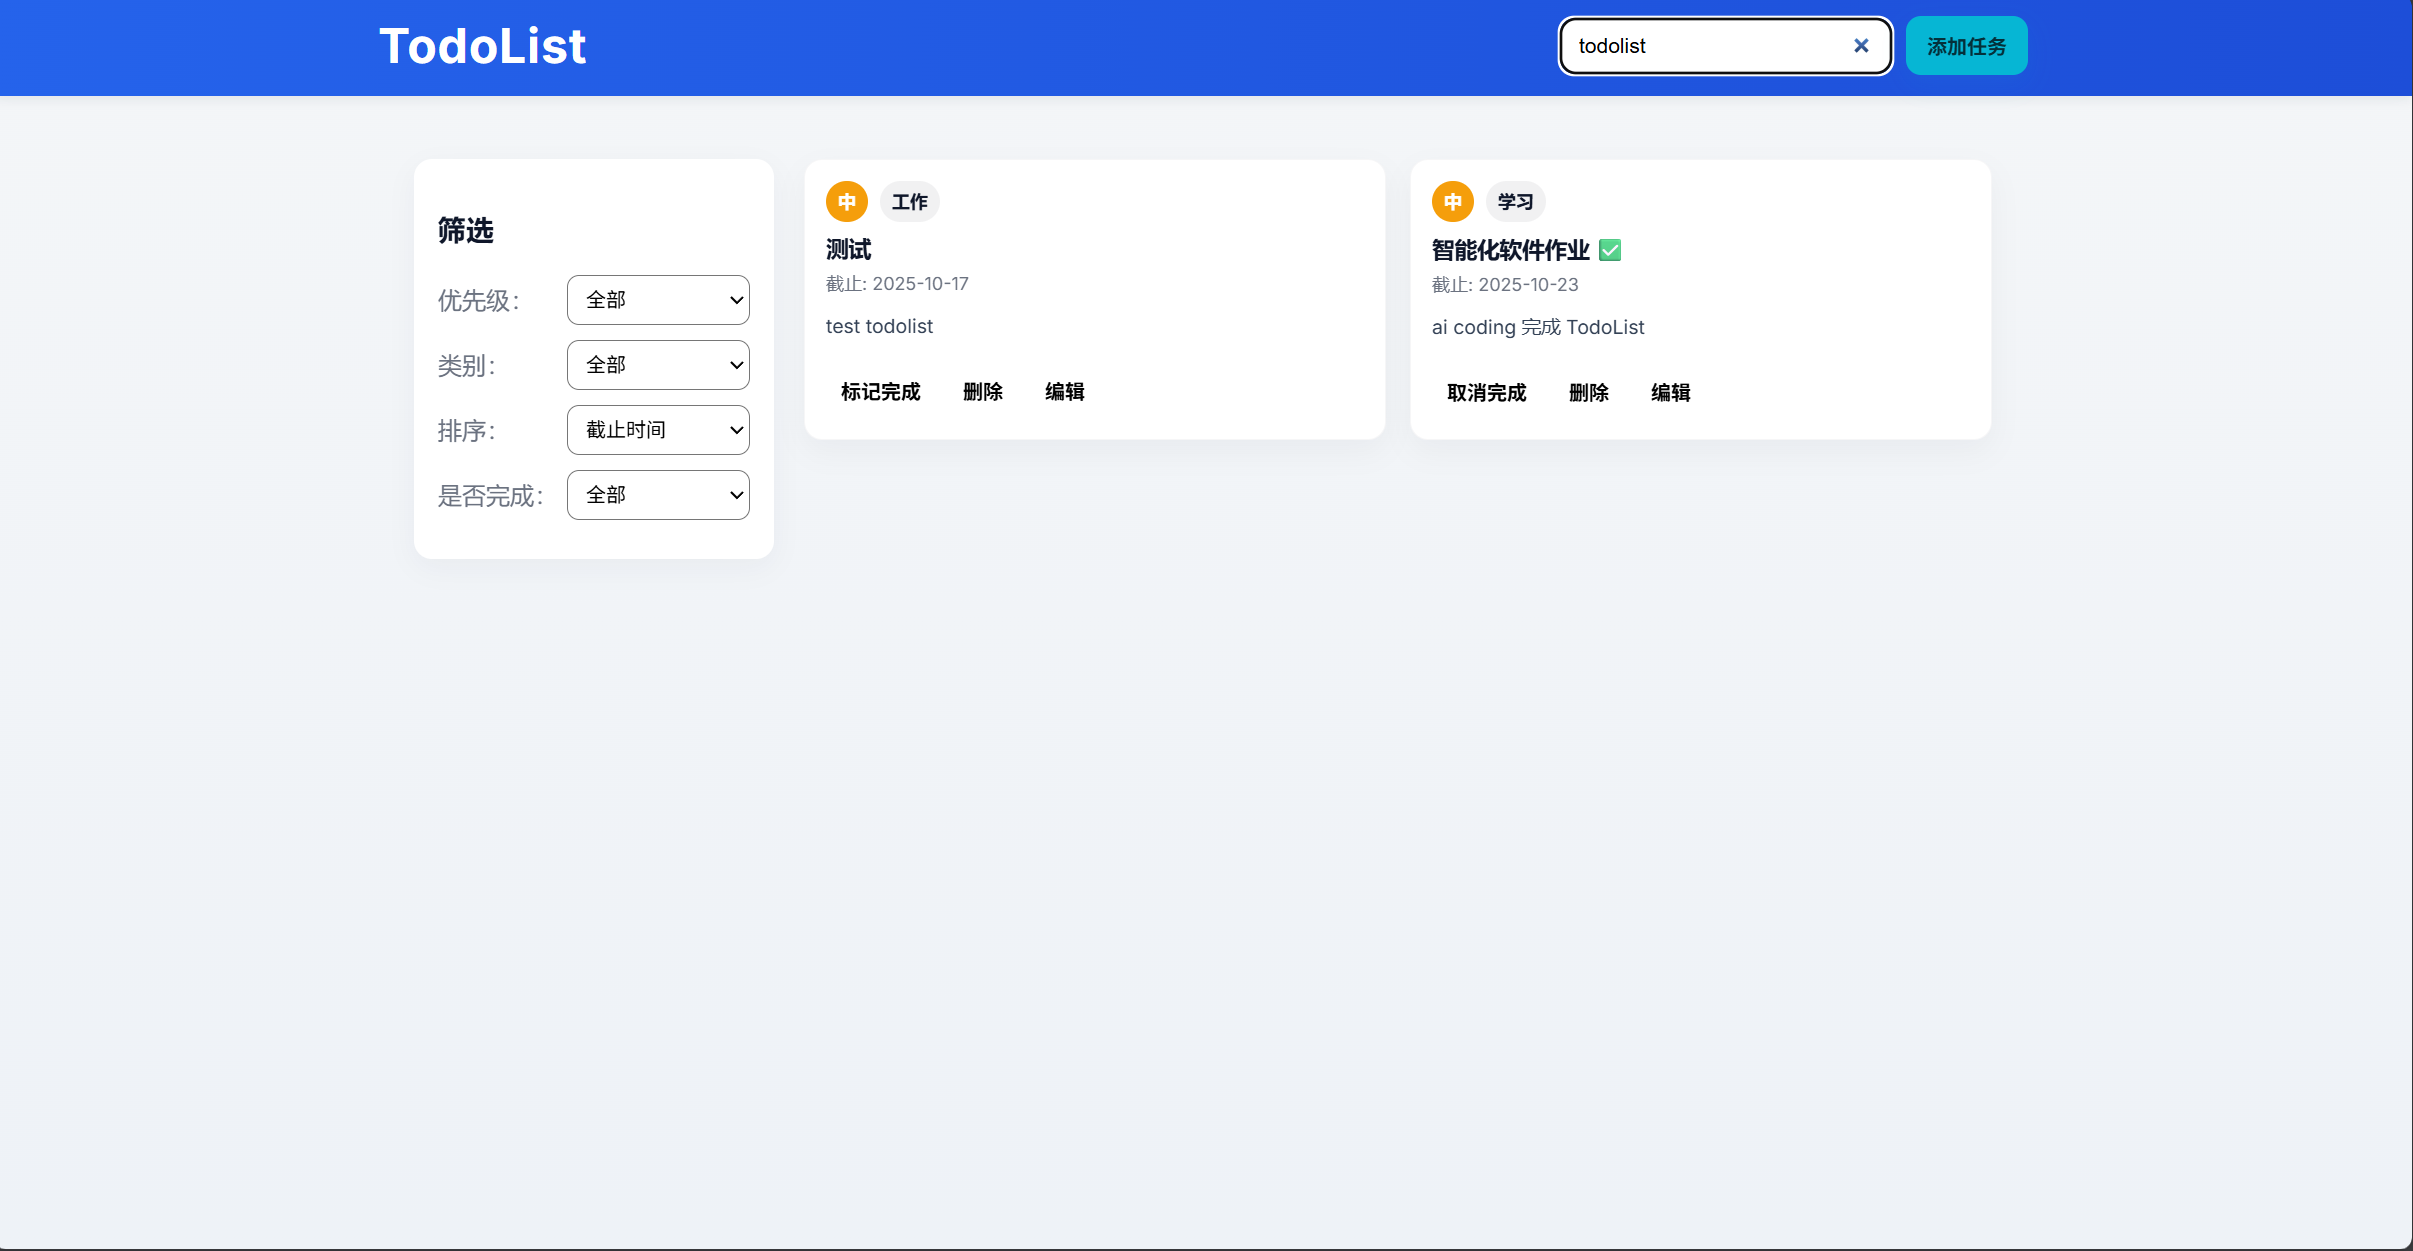 TodoList
todolist
添加任务
筛选
优先级：
全部
类别：
全部
排序：
截止时间
是否完成：
全部
中 工作
测试
截止: 2025-10-17
test todolist
标记完成 删除 编辑
中 学习
智能化软件作业 ✅
截止: 2025-10-23
ai coding 完成 TodoList
取消完成 删除 编辑